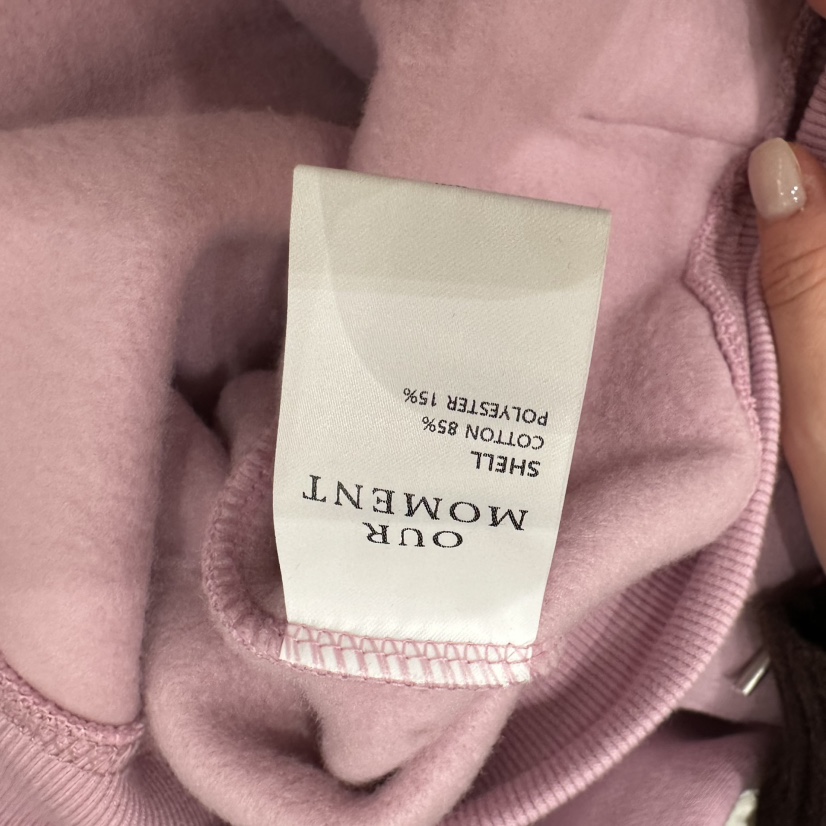 OUR
MOMENT
SHELL
COTTON 85%
POLYESTER 15%